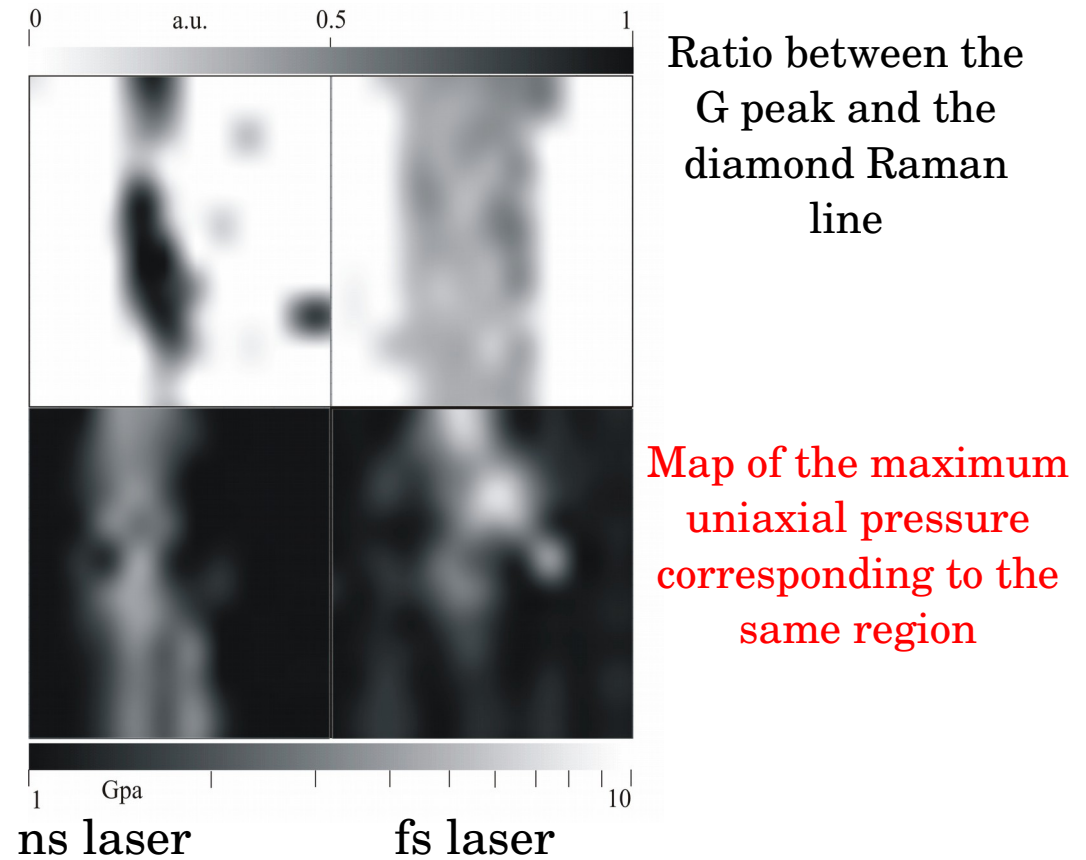 0 a.u. 0.5 1
Ratio between the
G peak and the
diamond Raman
line
Map of the maximum
uniaxial pressure
corresponding to the
same region
1 Gpa 10
ns laser fs laser